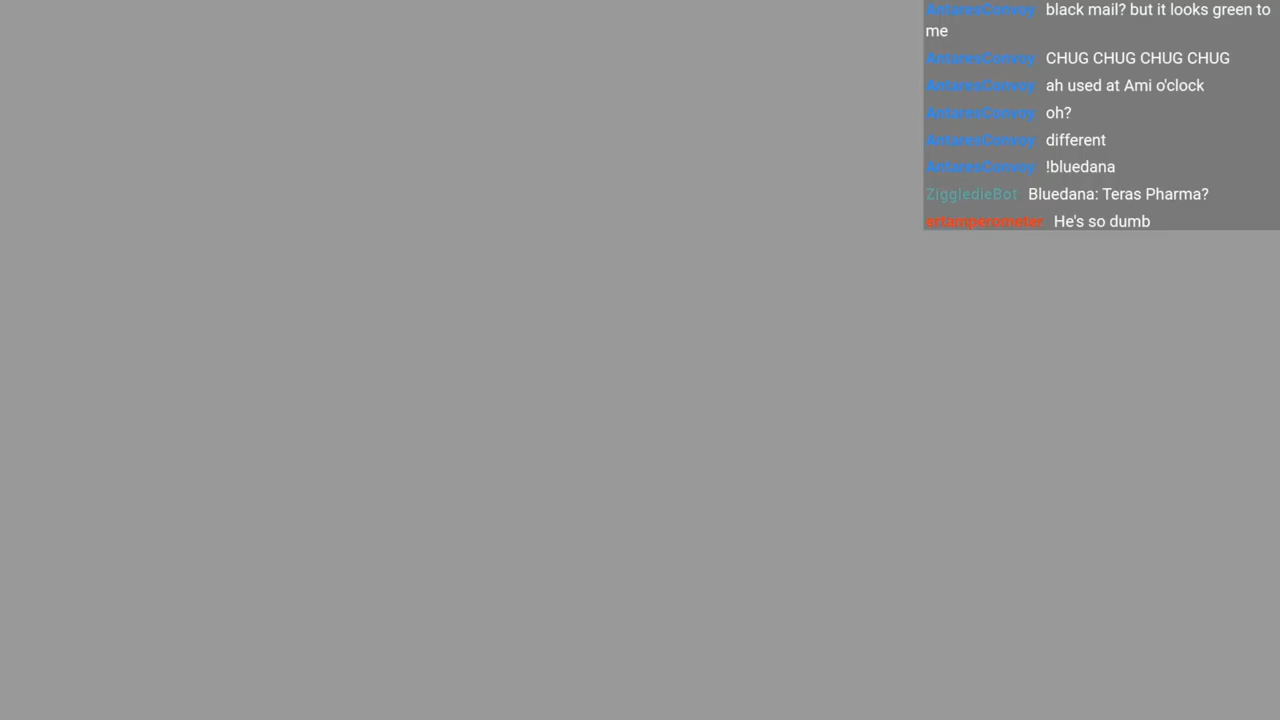 AntaresConvoy black mail? but it looks green to
me
AntaresConvoy CHUG CHUG CHUG CHUG
AntaresConvoy ah used at Ami o'clock
AntaresConvoy oh?
AntaresConvoy different
AntaresConvoy !bluedana
ZiggledieBot Bluedana: Teras Pharma?
artamperometer He's so dumb